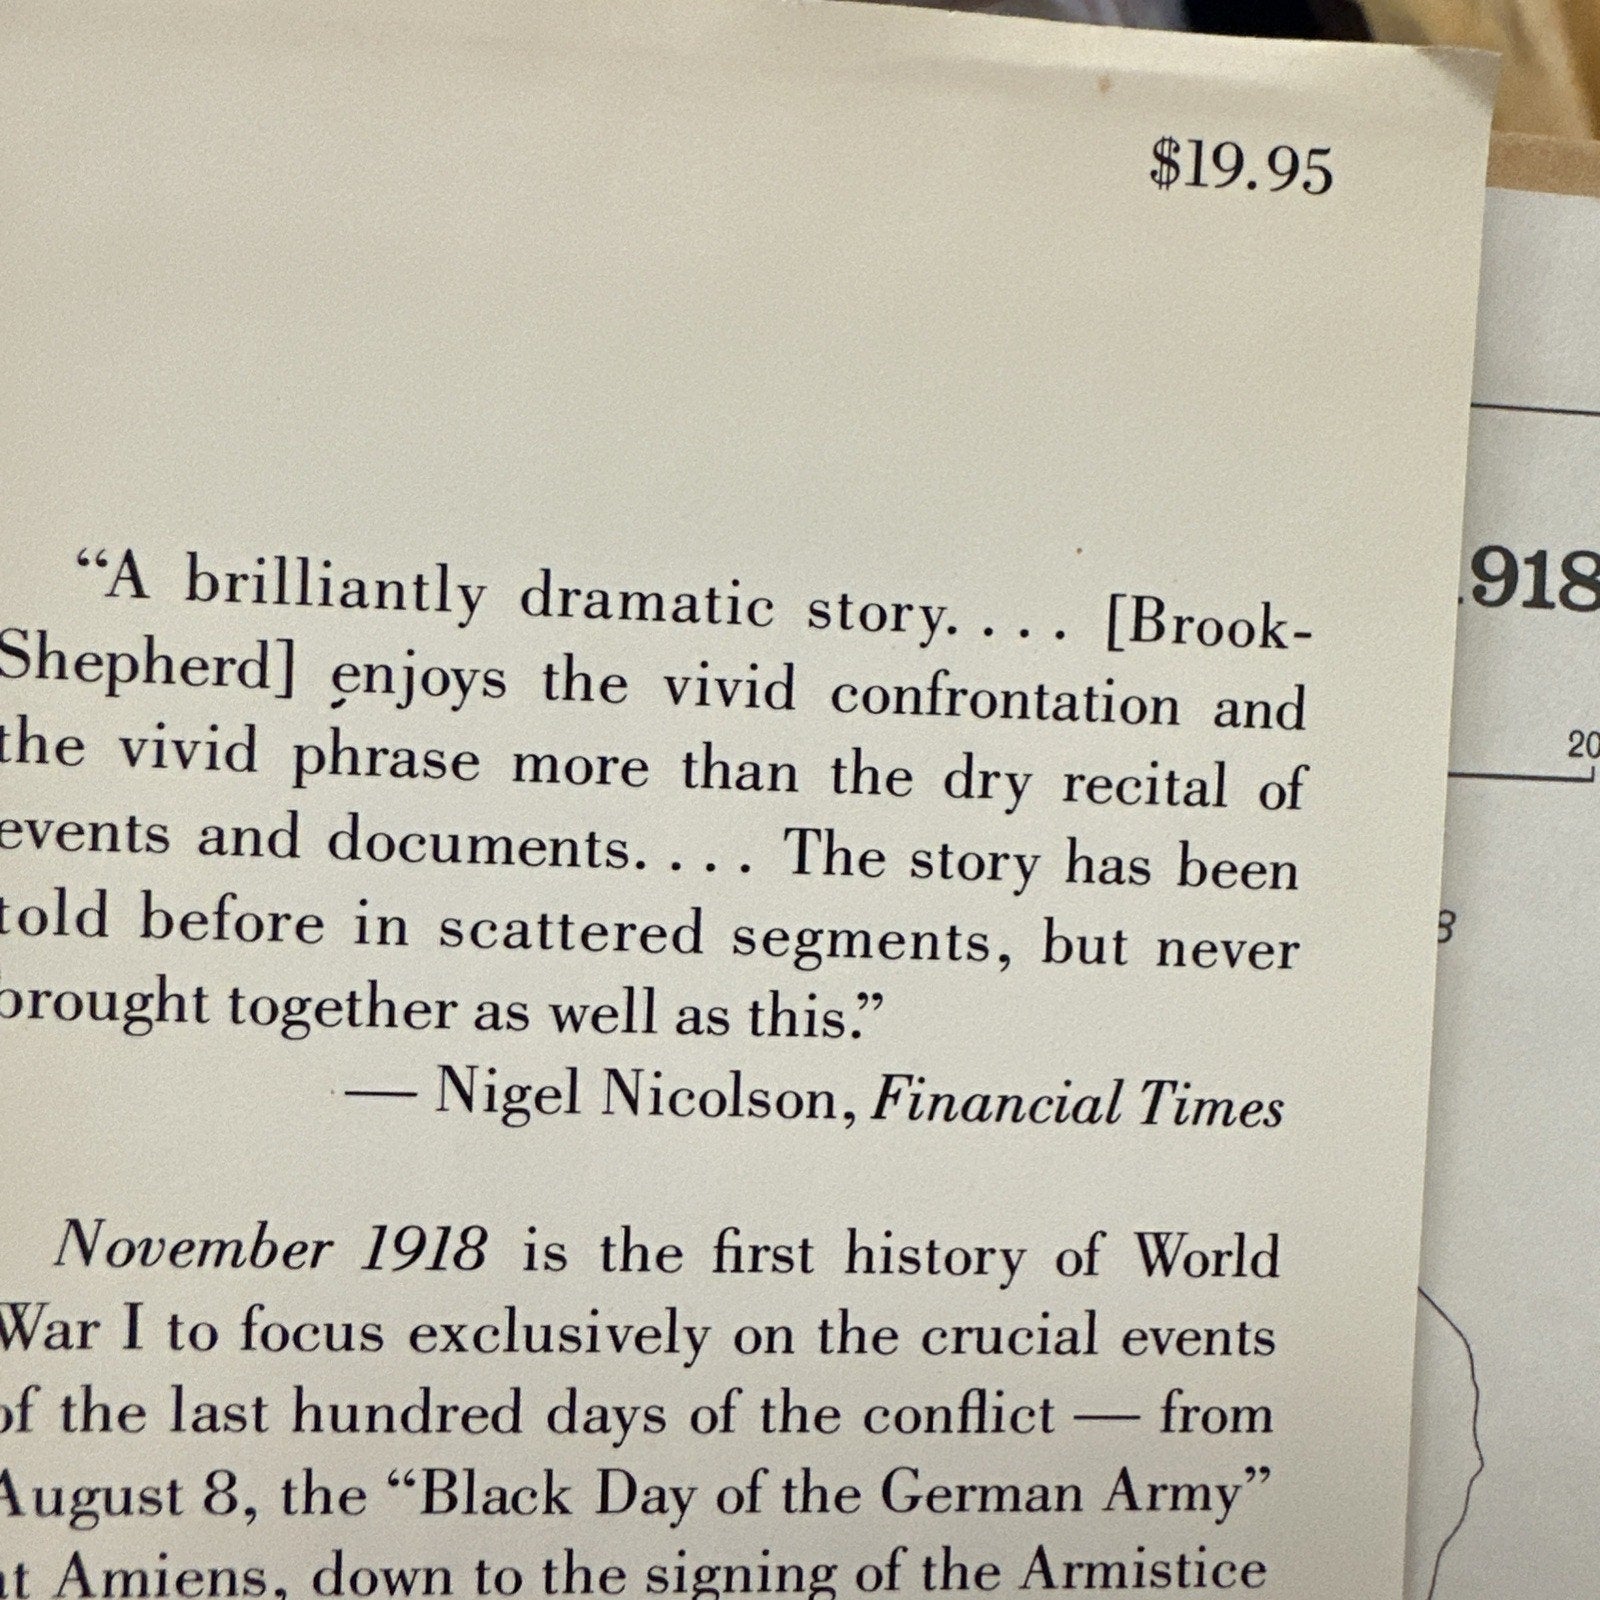 $19.95
“A brilliantly dramatic story. . . . [Brook-
Shepherd] enjoys the vivid confrontation and
the vivid phrase more than the dry recital of
events and documents. . . . The story has been
told before in scattered segments, but never
brought together as well as this.”
— Nigel Nicolson, Financial Times
November 1918 is the first history of World
War I to focus exclusively on the crucial events
of the last hundred days of the conflict — from
August 8, the “Black Day of the German Army”
at Amiens, down to the signing of the Armistice
918
20